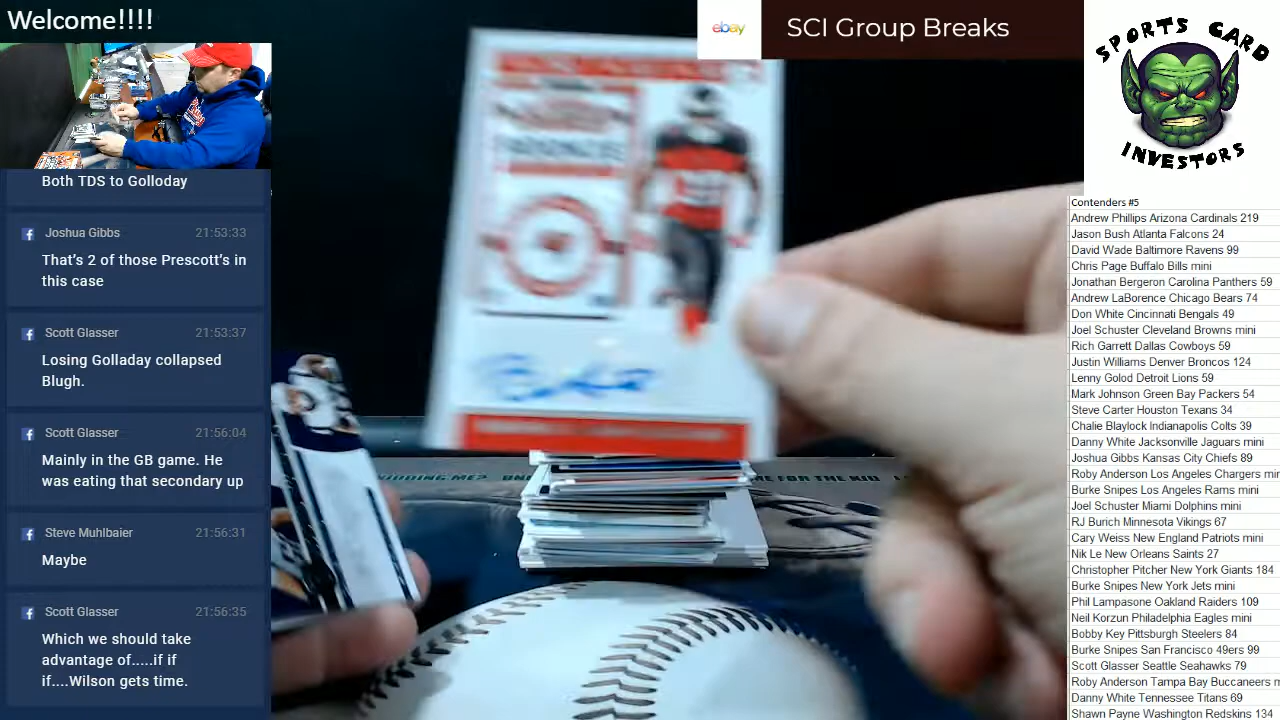 Welcome!!!!
ebay
SCI Group Breaks
SPORTS CARD
INVESTORS
Both TDS to Golloday
Joshua Gibbs 21:53:33
That's 2 of those Prescott's in
this case
Scott Glasser 21:53:37
Losing Golladay collapsed
Blugh.
Scott Glasser 21:56:04
Mainly in the GB game. He
was eating that secondary up
Steve Muhlbaier 21:56:31
Maybe
Scott Glasser 21:56:35
Which we should take
advantage of.....if if
if....Wilson gets time.
Contenders #5
Andrew Phillips Arizona Cardinals 219
Jason Bush Atlanta Falcons 24
David Wade Baltimore Ravens 99
Chris Page Buffalo Bills mini
Jonathan Bergeron Carolina Panthers 59
Andrew LaBorence Chicago Bears 74
Don White Cincinnati Bengals 49
Joel Schuster Cleveland Browns mini
Rich Garrett Dallas Cowboys 59
Justin Williams Denver Broncos 124
Lenny Golod Detroit Lions 59
Mark Johnson Green Bay Packers 54
Steve Carter Houston Texans 34
Chalie Blaylock Indianapolis Colts 39
Danny White Jacksonville Jaguars mini
Joshua Gibbs Kansas City Chiefs 89
Roby Anderson Los Angeles Chargers min
Burke Snipes Los Angeles Rams mini
Joel Schuster Miami Dolphins mini
RJ Burich Minnesota Vikings 67
Cary Weiss New England Patriots mini
Nik Le New Orleans Saints 27
Christopher Pitcher New York Giants 184
Burke Snipes New York Jets mini
Phil Lampasone Oakland Raiders 109
Neil Korzun Philadelphia Eagles mini
Bobby Key Pittsburgh Steelers 84
Burke Snipes San Francisco 49ers 99
Scott Glasser Seattle Seahawks 79
Roby Anderson Tampa Bay Buccaneers m
Danny White Tennessee Titans 69
Shawn Payne Washington Redskins 134